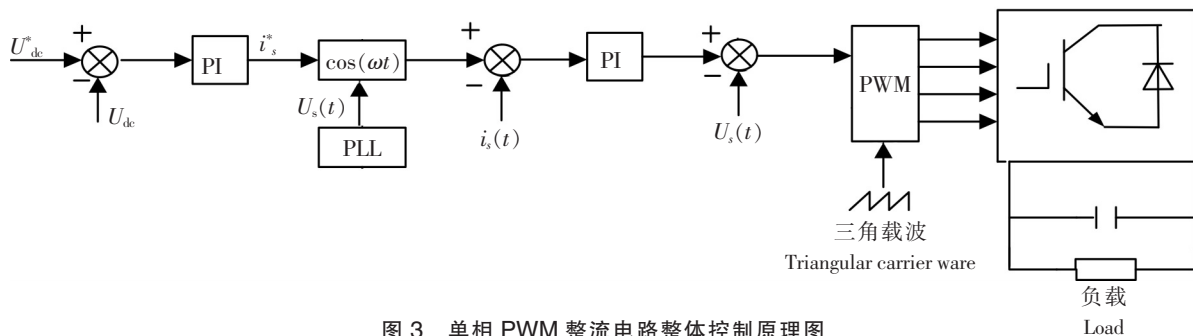 U*dc
+
−
Udc
PI
i*s
cos(ωt)
Us(t)
PLL
+
−
is(t)
PI
+
−
Us(t)
PWM
三角载波
Triangular carrier ware
负载
Load
图 3 单相 PWM 整流电路整体控制原理图